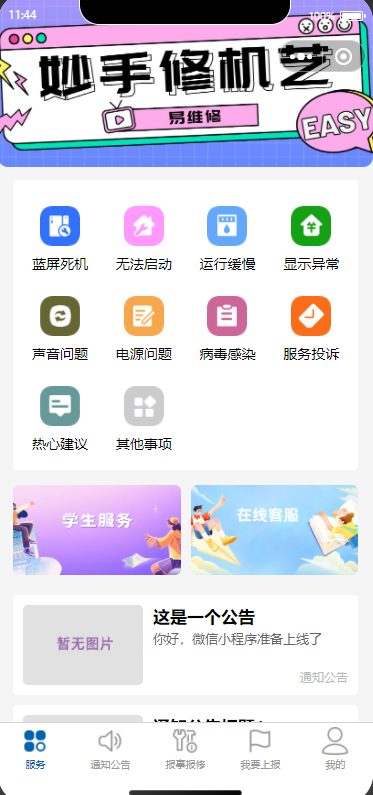 11:44
100%
妙手修机艺
易维修
EASY
蓝屏死机 无法启动 运行缓慢 显示异常
声音问题 电源问题 病毒感染 服务投诉
热心建议 其他事项
学生服务 在线客服
暂无图片
这是一个公告
你好，微信小程序准备上线了
通知公告
服务 通知公告 报事报修 我要上报 我的